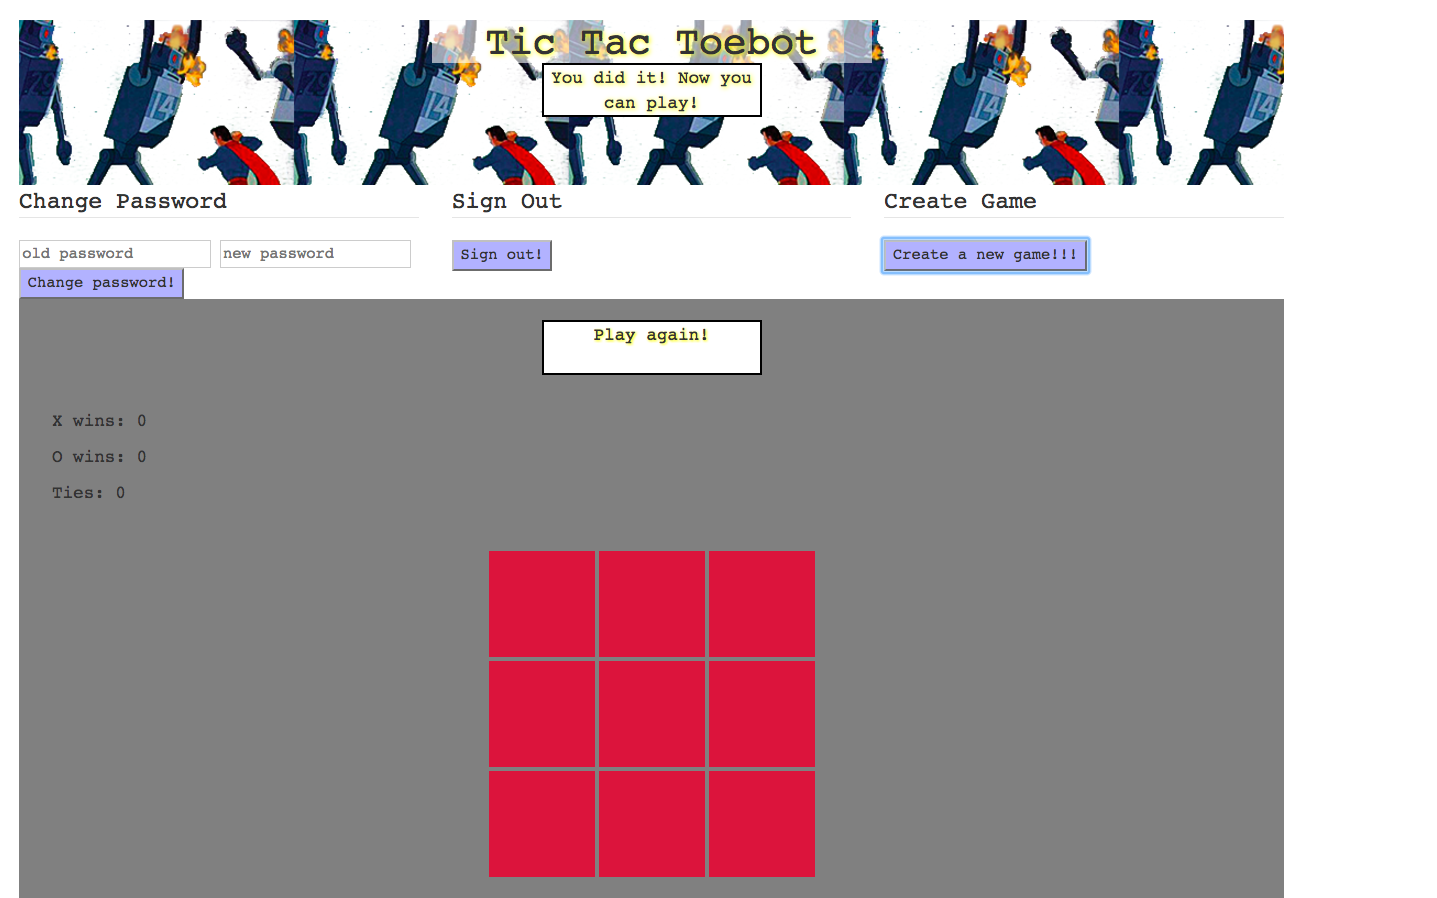 Tic Tac Toebot
You did it! Now you
can play!
Change Password
Sign Out
Create Game
old password
new password
Sign out!
Create a new game!!!
Change password!
Play again!
X wins: 0
O wins: 0
Ties: 0